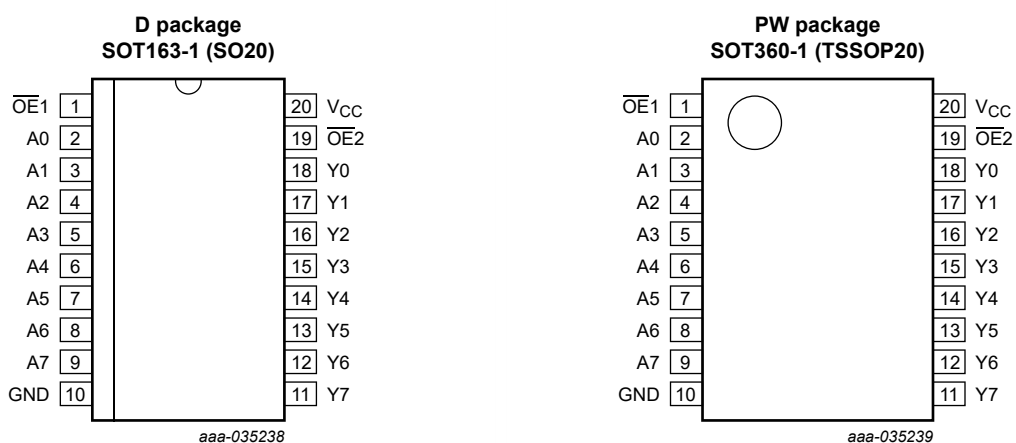 D package
SOT163-1 (SO20)
O̅E̅1 1 20 VCC
A0 2 19 O̅E̅2
A1 3 18 Y0
A2 4 17 Y1
A3 5 16 Y2
A4 6 15 Y3
A5 7 14 Y4
A6 8 13 Y5
A7 9 12 Y6
GND 10 11 Y7
aaa-035238
PW package
SOT360-1 (TSSOP20)
O̅E̅1 1 20 VCC
A0 2 19 O̅E̅2
A1 3 18 Y0
A2 4 17 Y1
A3 5 16 Y2
A4 6 15 Y3
A5 7 14 Y4
A6 8 13 Y5
A7 9 12 Y6
GND 10 11 Y7
aaa-035239